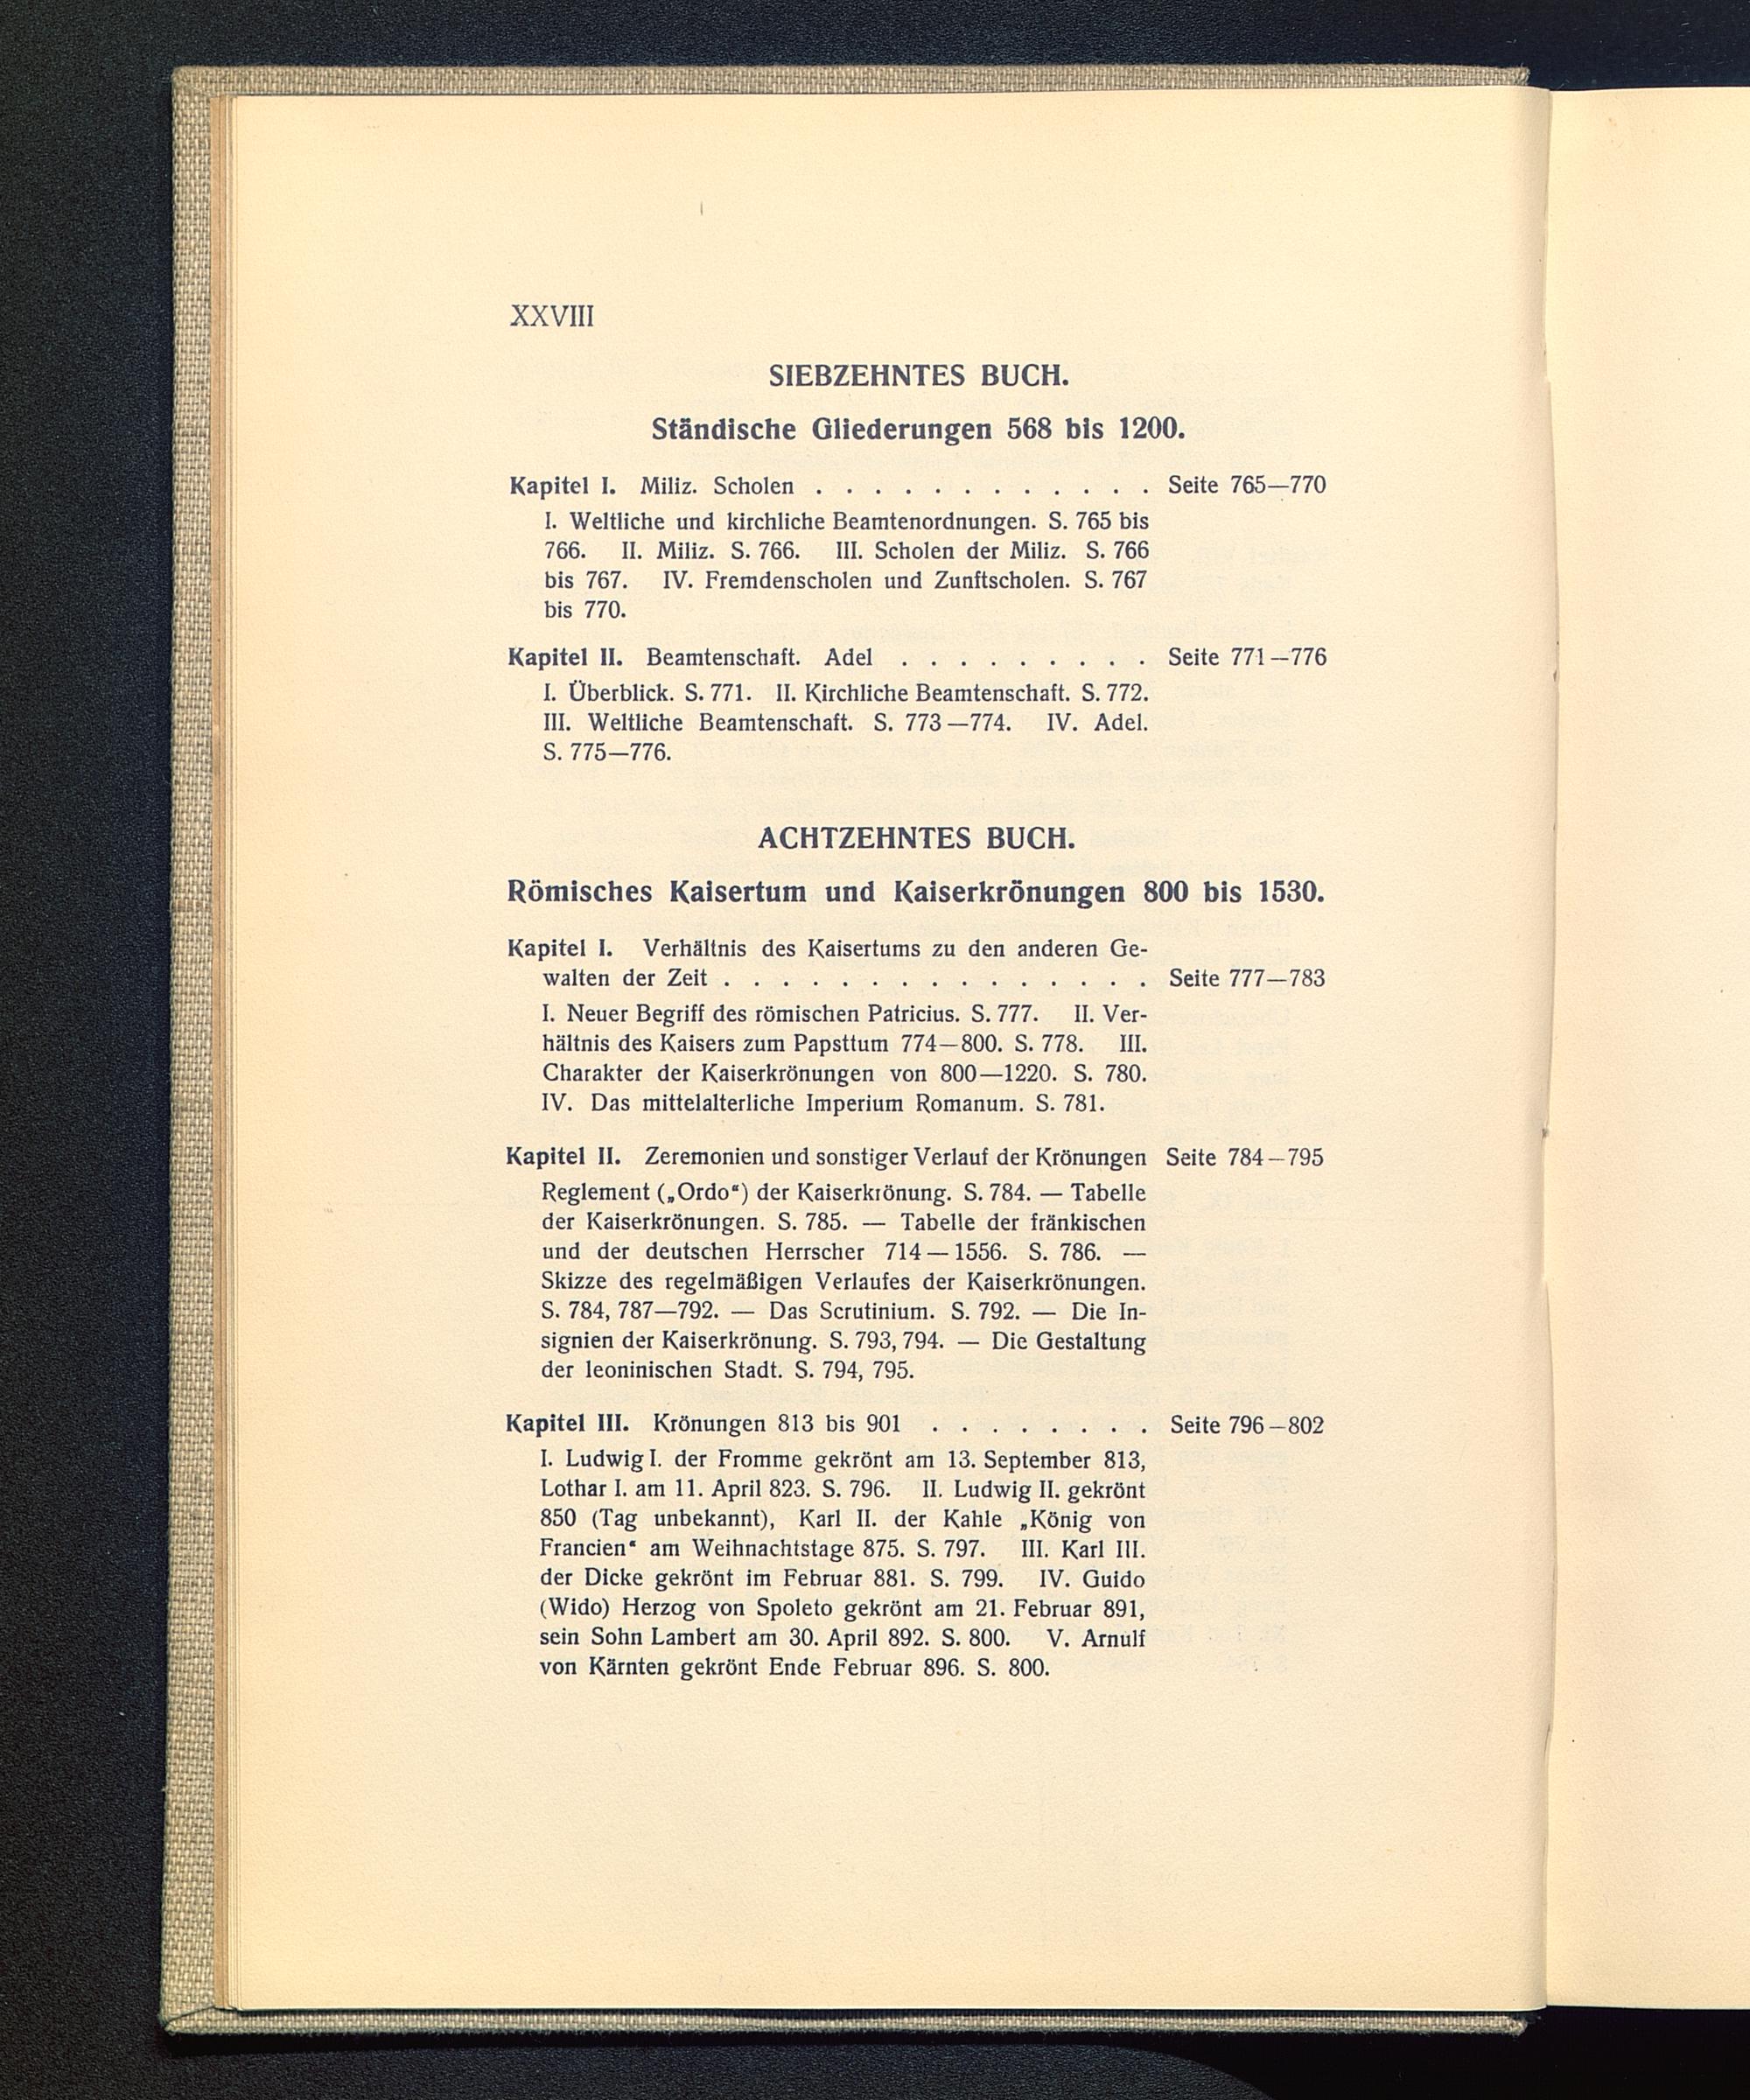 XXVIII
SIEBZEHNTES BUCH.
Ständische Gliederungen 568 bis 1200.
Kapitel I. Miliz. Scholen . . . . . . . . . . . . Seite 765—770
I. Weltliche und kirchliche Beamtenordnungen. S. 765 bis
766. II. Miliz. S. 766. III. Scholen der Miliz. S. 766
bis 767. IV. Fremdenscholen und Zunftscholen. S. 767
bis 770.
Kapitel II. Beamtenschaft. Adel . . . . . . . . . Seite 771—776
I. Überblick. S. 771. II. Kirchliche Beamtenschaft. S. 772.
III. Weltliche Beamtenschaft. S. 773—774. IV. Adel.
S. 775—776.
ACHTZEHNTES BUCH.
Römisches Kaisertum und Kaiserkrönungen 800 bis 1530.
Kapitel I. Verhältnis des Kaisertums zu den anderen Ge-
walten der Zeit . . . . . . . . . . . . . . . Seite 777—783
I. Neuer Begriff des römischen Patricius. S. 777. II. Ver-
hältnis des Kaisers zum Papsttum 774—800. S. 778. III.
Charakter der Kaiserkrönungen von 800—1220. S. 780.
IV. Das mittelalterliche Imperium Romanum. S. 781.
Kapitel II. Zeremonien und sonstiger Verlauf der Krönungen Seite 784—795
Reglement („Ordo“) der Kaiserkrönung. S. 784. — Tabelle
der Kaiserkrönungen. S. 785. — Tabelle der fränkischen
und der deutschen Herrscher 714—1556. S. 786. —
Skizze des regelmäßigen Verlaufes der Kaiserkrönungen.
S. 784, 787—792. — Das Scrutinium. S. 792. — Die In-
signien der Kaiserkrönung. S. 793, 794. — Die Gestaltung
der leoninischen Stadt. S. 794, 795.
Kapitel III. Krönungen 813 bis 901 . . . . . . . . Seite 796—802
I. Ludwig I. der Fromme gekrönt am 13. September 813,
Lothar I. am 11. April 823. S. 796. II. Ludwig II. gekrönt
850 (Tag unbekannt), Karl II. der Kahle „König von
Francien“ am Weihnachtstage 875. S. 797. III. Karl III.
der Dicke gekrönt im Februar 881. S. 799. IV. Guido
(Wido) Herzog von Spoleto gekrönt am 21. Februar 891,
sein Sohn Lambert am 30. April 892. S. 800. V. Arnulf
von Kärnten gekrönt Ende Februar 896. S. 800.